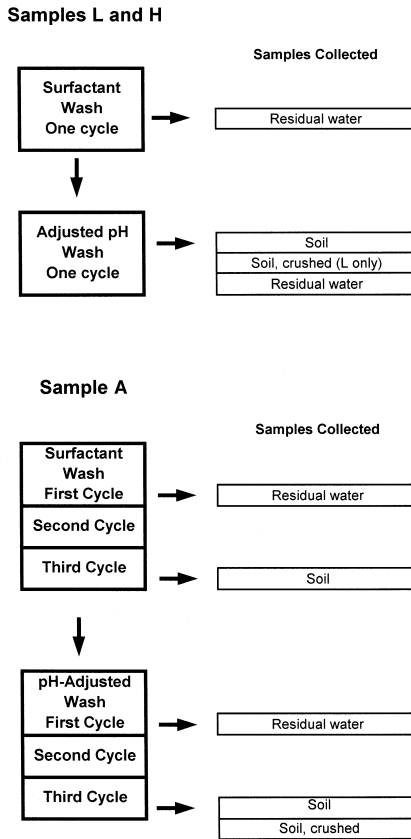 Samples L and H
Samples Collected
Surfactant
Wash
One cycle
Residual water
Adjusted pH
Wash
One cycle
Soil
Soil, crushed (L only)
Residual water
Sample A
Samples Collected
Surfactant
Wash
First Cycle
Residual water
Second Cycle
Third Cycle
Soil
pH-Adjusted
Wash
First Cycle
Residual water
Second Cycle
Third Cycle
Soil
Soil, crushed